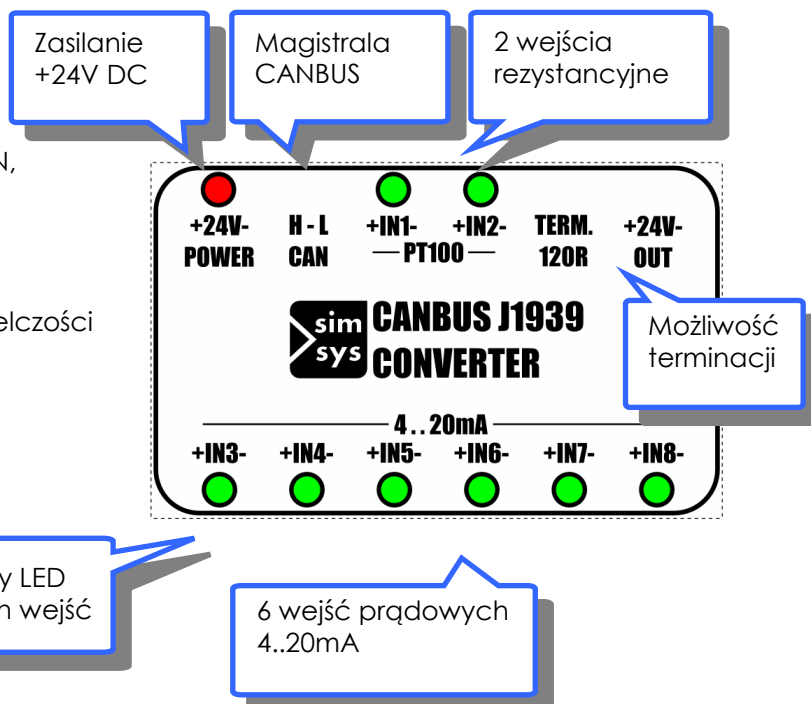 Zasilanie
+24V DC
Magistrala
CANBUS
2 wejścia
rezystancyjne
+24V-
POWER
H - L
CAN
+IN1-
+IN2-
PT100
TERM.
120R
+24V-
OUT
sim
sys
CANBUS J1939
CONVERTER
Możliwość
terminacji
4..20mA
+IN3- +IN4- +IN5- +IN6- +IN7- +IN8-
LED
wejść
6 wejść prądowych
4..20mA